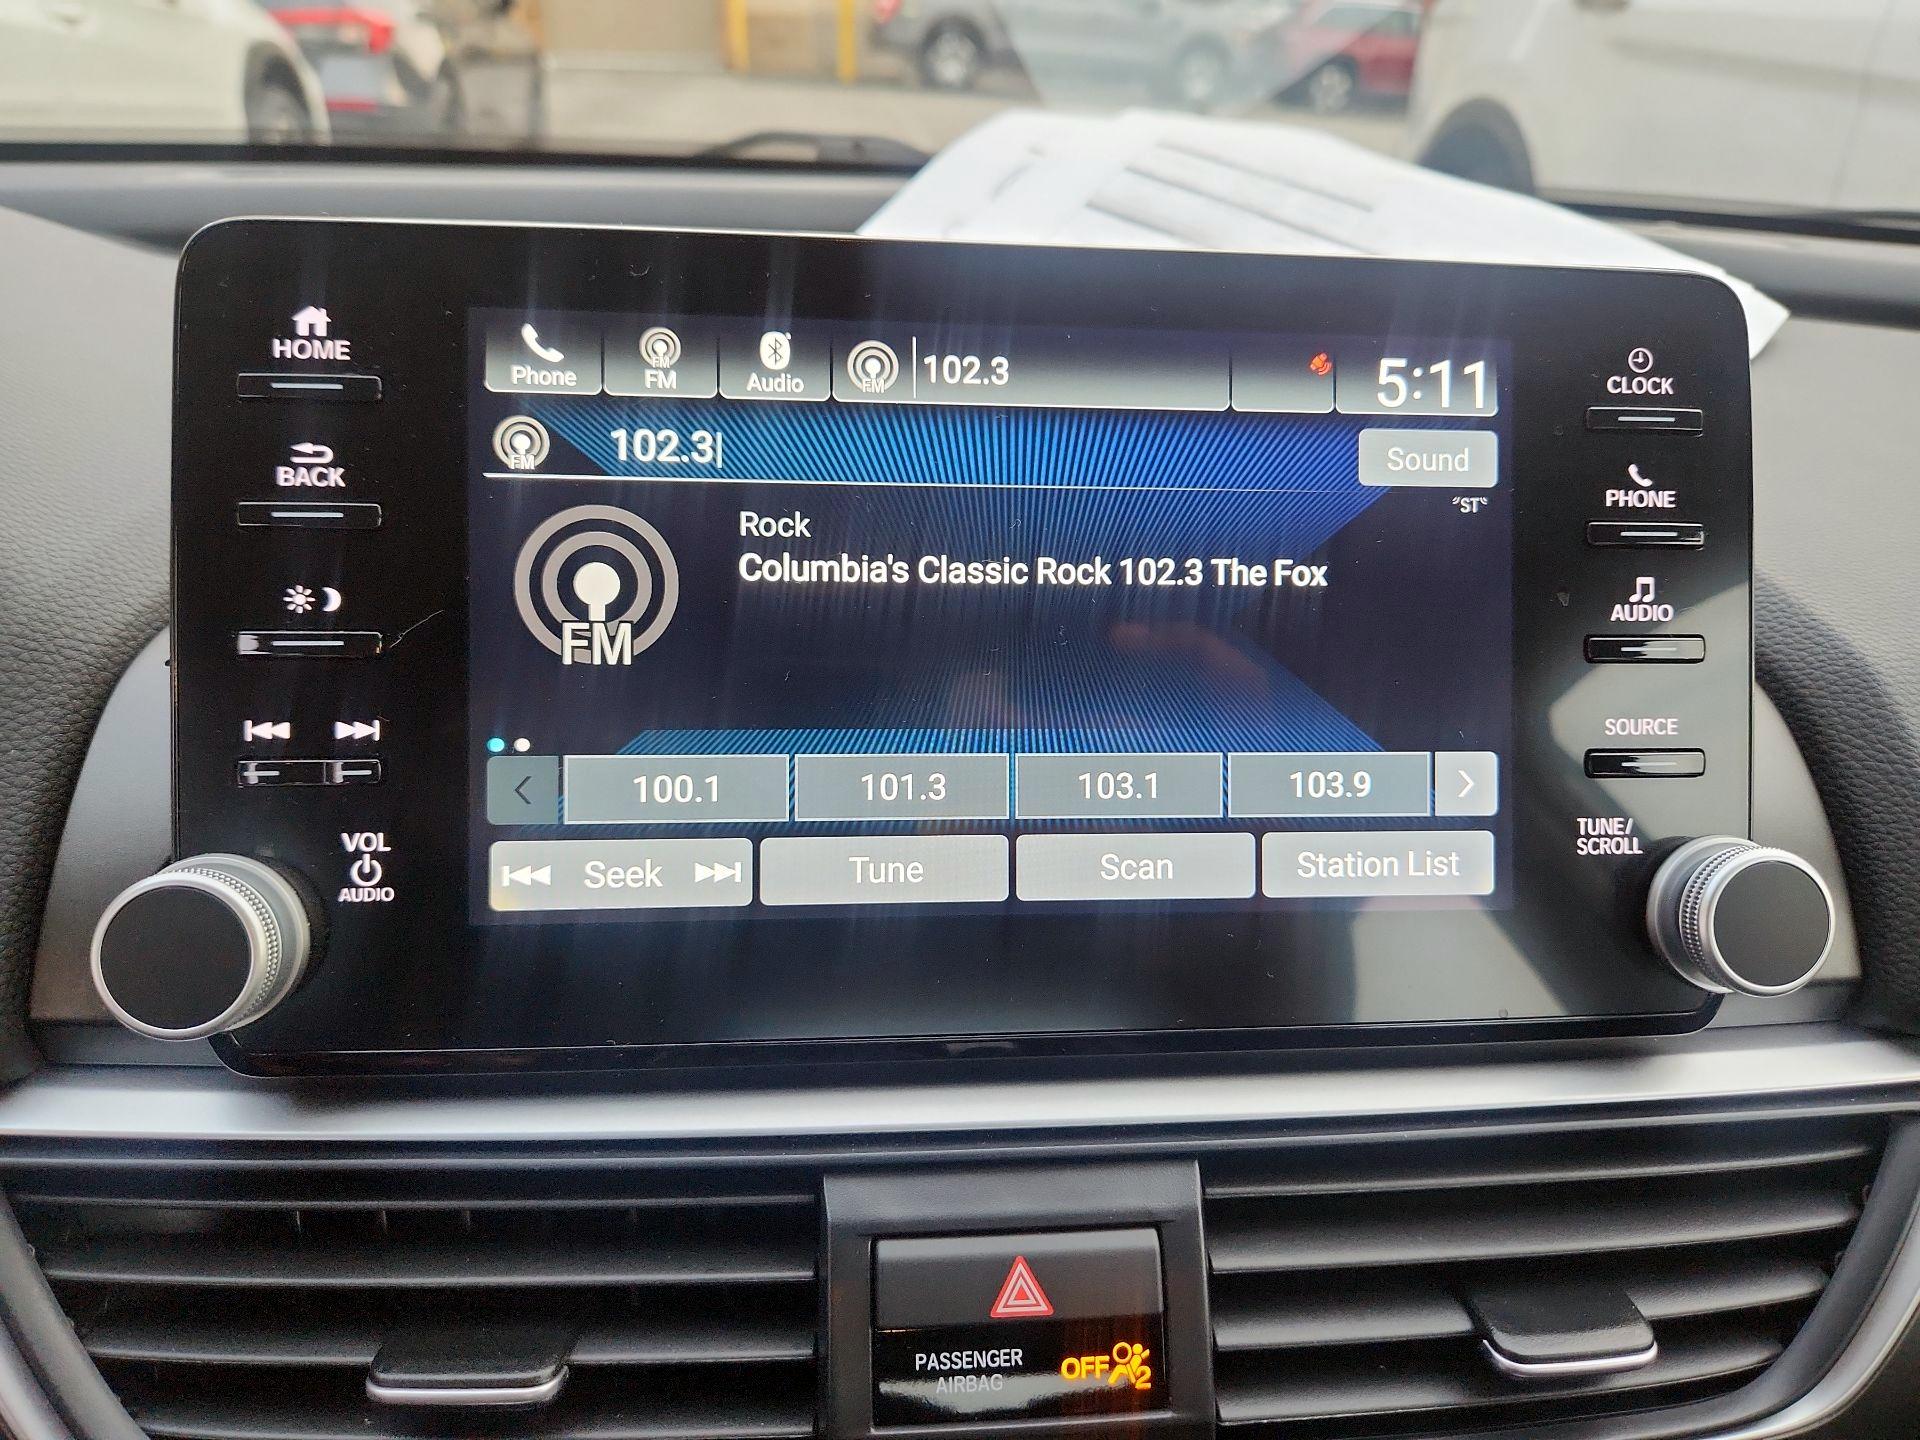 HOME
BACK
VOL
AUDIO
Phone
FM
FM
Audio
FM
102.3
5:11
FM
102.3
Sound
"ST"
FM
Rock
Columbia's Classic Rock 102.3 The Fox
100.1
101.3
103.1
103.9
Seek
Tune
Scan
Station List
CLOCK
PHONE
AUDIO
SOURCE
TUNE/
SCROLL
PASSENGER
AIRBAG
OFF
2